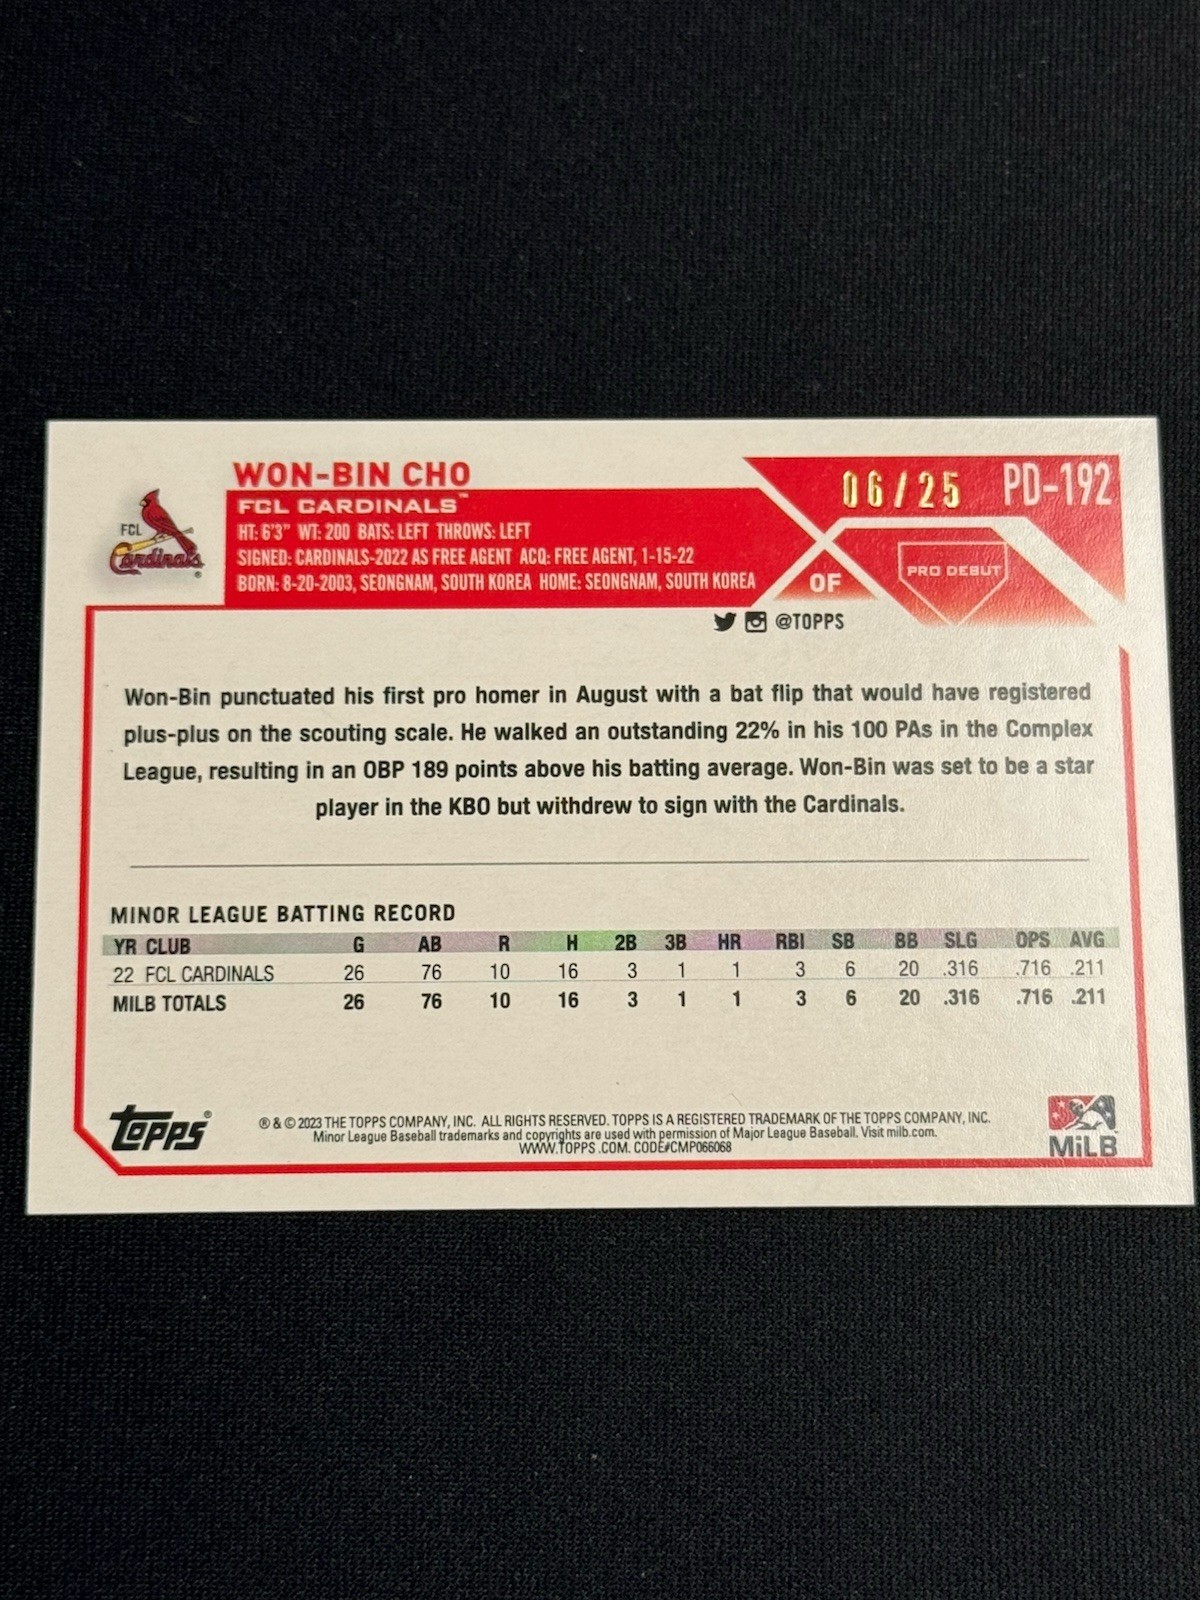 WON-BIN CHO
06/25 PD-192
FCL CARDINALS™
FCL Cardinals®
HT: 6'3" WT: 200 BATS: LEFT THROWS: LEFT
SIGNED: CARDINALS-2022 AS FREE AGENT ACQ: FREE AGENT, 1-15-22
BORN: 8-20-2003, SEONGNAM, SOUTH KOREA HOME: SEONGNAM, SOUTH KOREA
OF
PRO DEBUT
@TOPPS
Won-Bin punctuated his first pro homer in August with a bat flip that would have registered
plus-plus on the scouting scale. He walked an outstanding 22% in his 100 PAs in the Complex
League, resulting in an OBP 189 points above his batting average. Won-Bin was set to be a star
player in the KBO but withdrew to sign with the Cardinals.
MINOR LEAGUE BATTING RECORD
YR CLUB G AB R H 2B 3B HR RBI SB BB SLG OPS AVG
22 FCL CARDINALS 26 76 10 16 3 1 1 3 6 20 .316 .716 .211
MILB TOTALS 26 76 10 16 3 1 1 3 6 20 .316 .716 .211
Topps®
® & © 2023 THE TOPPS COMPANY, INC. ALL RIGHTS RESERVED. TOPPS IS A REGISTERED TRADEMARK OF THE TOPPS COMPANY, INC.
Minor League Baseball trademarks and copyrights are used with permission of Major League Baseball. Visit milb.com.
WWW.TOPPS.COM. CODE#CMP066068
MiLB